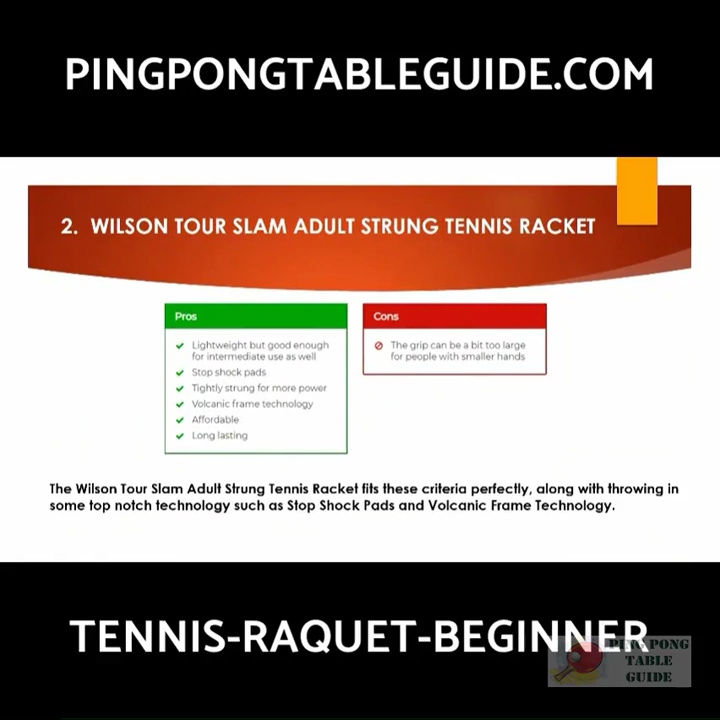 PINGPONGTABLEGUIDE.COM
2. WILSON TOUR SLAM ADULT STRUNG TENNIS RACKET
Pros
Lightweight but good enough
for intermediate use as well
Stop shock pads
Tightly strung for more power
Volcanic frame technology
Affordable
Long lasting
Cons
The grip can be a bit too large
for people with smaller hands
The Wilson Tour Slam Adult Strung Tennis Racket fits these criteria perfectly, along with throwing in
some top notch technology such as Stop Shock Pads and Volcanic Frame Technology.
TENNIS-RAQUET-BEGINNER
PING PONG
TABLE
GUIDE